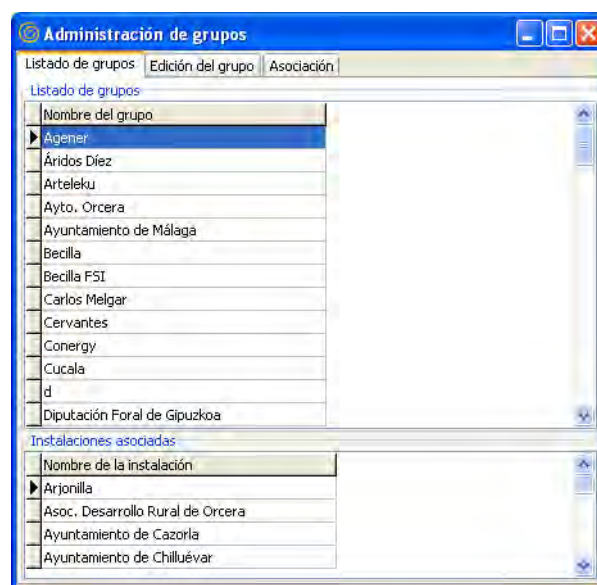 Administración de grupos
Listado de grupos Edición del grupo Asociación
Listado de grupos
Nombre del grupo
Agener
Áridos Díez
Arteleku
Ayto. Orcera
Ayuntamiento de Málaga
Becilla
Becilla FSI
Carlos Melgar
Cervantes
Conergy
Cucala
d
Diputación Foral de Gipuzkoa
Instalaciones asociadas
Nombre de la instalación
Arjonilla
Asoc. Desarrollo Rural de Orcera
Ayuntamiento de Cazorla
Ayuntamiento de Chilluévar